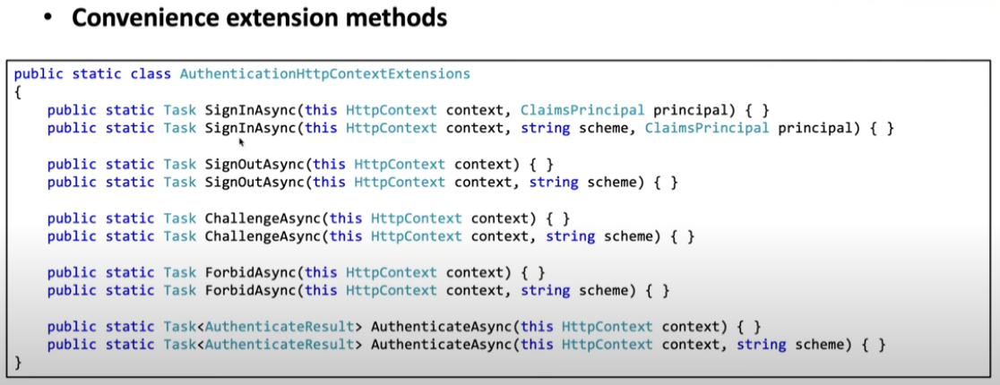 • Convenience extension methods
public static class AuthenticationHttpContextExtensions
{
public static Task SignInAsync(this HttpContext context, ClaimsPrincipal principal) { }
public static Task SignInAsync(this HttpContext context, string scheme, ClaimsPrincipal principal) { }
public static Task SignOutAsync(this HttpContext context) { }
public static Task SignOutAsync(this HttpContext context, string scheme) { }
public static Task ChallengeAsync(this HttpContext context) { }
public static Task ChallengeAsync(this HttpContext context, string scheme) { }
public static Task ForbidAsync(this HttpContext context) { }
public static Task ForbidAsync(this HttpContext context, string scheme) { }
public static Task<AuthenticateResult> AuthenticateAsync(this HttpContext context) { }
public static Task<AuthenticateResult> AuthenticateAsync(this HttpContext context, string scheme) { }
}